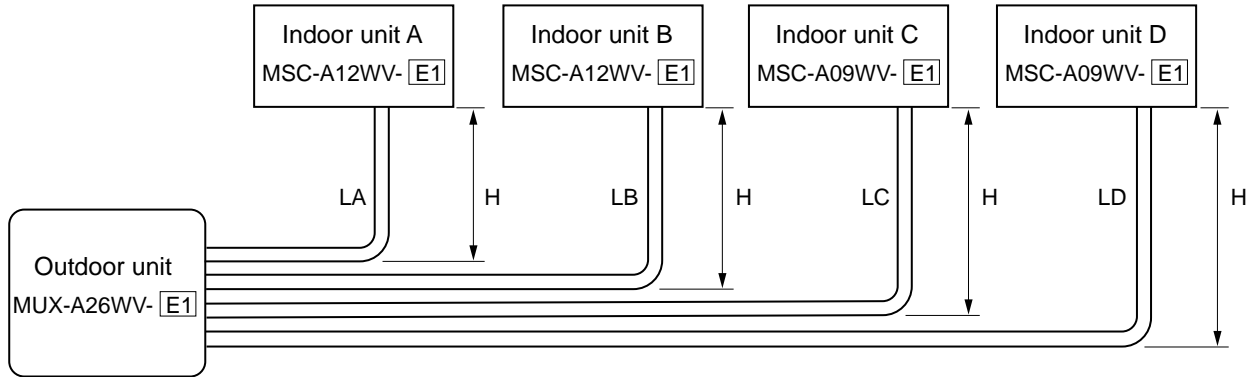 Indoor unit A
MSC-A12WV- E1
Indoor unit B
MSC-A12WV- E1
Indoor unit C
MSC-A09WV- E1
Indoor unit D
MSC-A09WV- E1
LA
H
LB
H
LC
H
LD
H
Outdoor unit
MUX-A26WV- E1